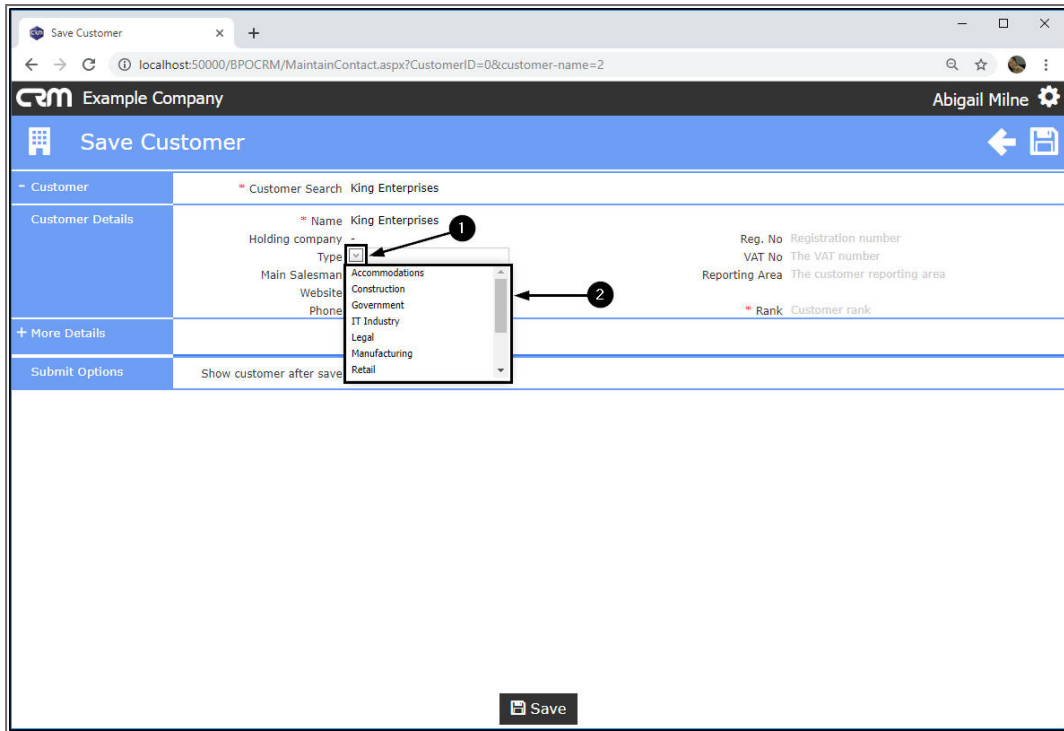 Save Customer
localhost:50000/BPOCRM/MaintainContact.aspx?CustomerID=0&customer-name=2
CRM Example Company Abigail Milne
Save Customer
- Customer * Customer Search King Enterprises
Customer Details * Name King Enterprises
1
Holding company - Reg. No Registration number
Type VAT No The VAT number
Main Salesman Accommodations Reporting Area The customer reporting area
Website Construction
Government 2
Phone * Rank Customer rank
IT Industry
+ More Details
Legal
Manufacturing
Submit Options Show customer after save Retail
Save